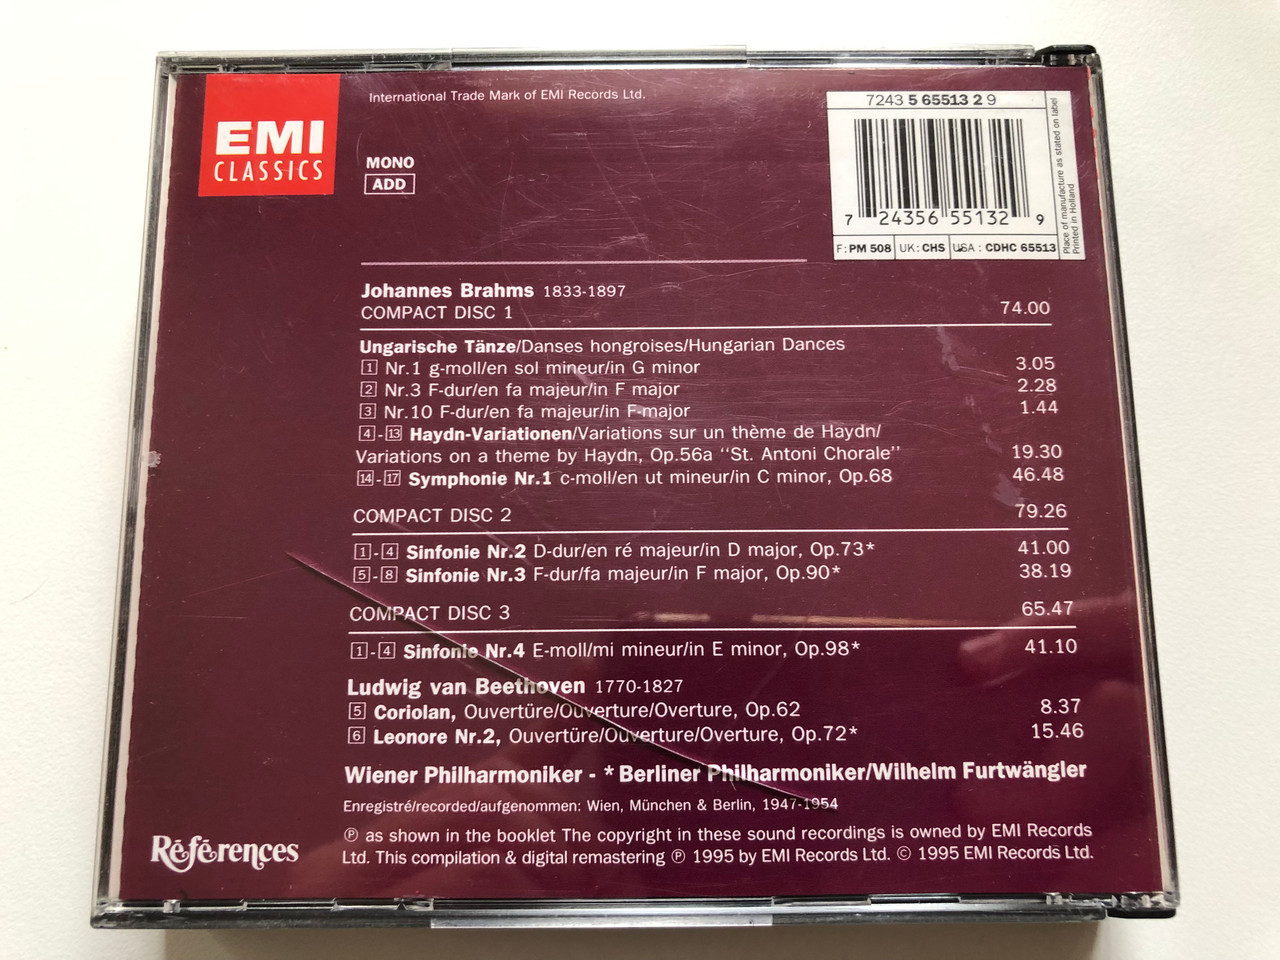 International Trade Mark of EMI Records Ltd.
EMI
CLASSICS
MONO
ADD
7243 5 65513 2 9
7 24356 55132 9
F: PM 508 UK: CHS USA: CDHC 65513
Place of manufacture as stated on label
Printed in Holland
Johannes Brahms 1833-1897
COMPACT DISC 1 74.00
Ungarische Tänze/Danses hongroises/Hungarian Dances
1 Nr.1 g-moll/en sol mineur/in G minor 3.05
2 Nr.3 F-dur/en fa majeur/in F major 2.28
3 Nr.10 F-dur/en fa majeur/in F-major 1.44
4-13 Haydn-Variationen/Variations sur un thème de Haydn/
Variations on a theme by Haydn, Op.56a "St. Antoni Chorale" 19.30
14-17 Symphonie Nr.1 c-moll/en ut mineur/in C minor, Op.68 46.48
COMPACT DISC 2 79.26
1-4 Sinfonie Nr.2 D-dur/en ré majeur/in D major, Op.73* 41.00
5-8 Sinfonie Nr.3 F-dur/fa majeur/in F major, Op.90* 38.19
COMPACT DISC 3 65.47
1-4 Sinfonie Nr.4 E-moll/mi mineur/in E minor, Op.98* 41.10
Ludwig van Beethoven 1770-1827
5 Coriolan, Ouvertüre/Ouverture/Overture, Op.62 8.37
6 Leonore Nr.2, Ouvertüre/Ouverture/Overture, Op.72* 15.46
Wiener Philharmoniker - *Berliner Philharmoniker/Wilhelm Furtwängler
Enregistré/recorded/aufgenommen: Wien, München & Berlin, 1947-1954
℗ as shown in the booklet The copyright in these sound recordings is owned by EMI Records
Ltd. This compilation & digital remastering ℗ 1995 by EMI Records Ltd. © 1995 EMI Records Ltd.
Références